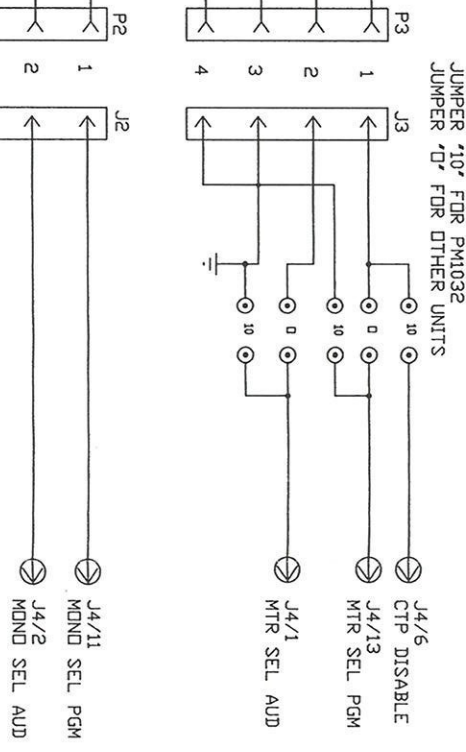 JUMPER "10" FOR PM1032
JUMPER "O" FOR OTHER UNITS
P3
4 3 2 1
J3
10
O
10
O
10
J4/6
CTP DISABLE
J4/13
MTR SEL PGM
J4/1
MTR SEL AUD
P2
2 1
J2
J4/11
MONO SEL PGM
J4/2
MONO SEL AUD